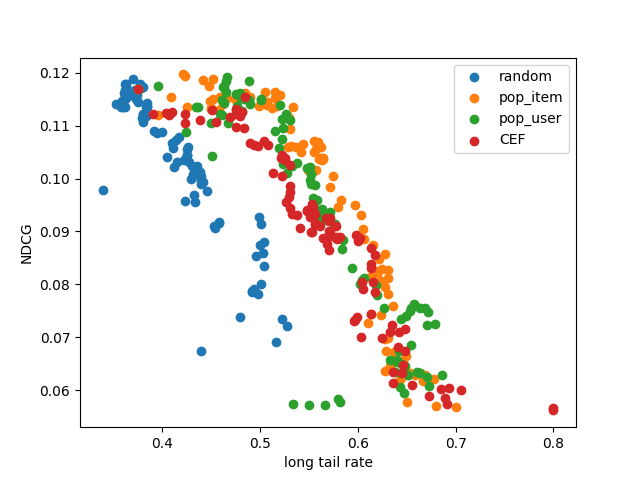 0.12
0.11
0.10
0.09
0.08
0.07
0.06
NDCG
0.4 0.5 0.6 0.7 0.8
long tail rate
random
pop_item
pop_user
CEF